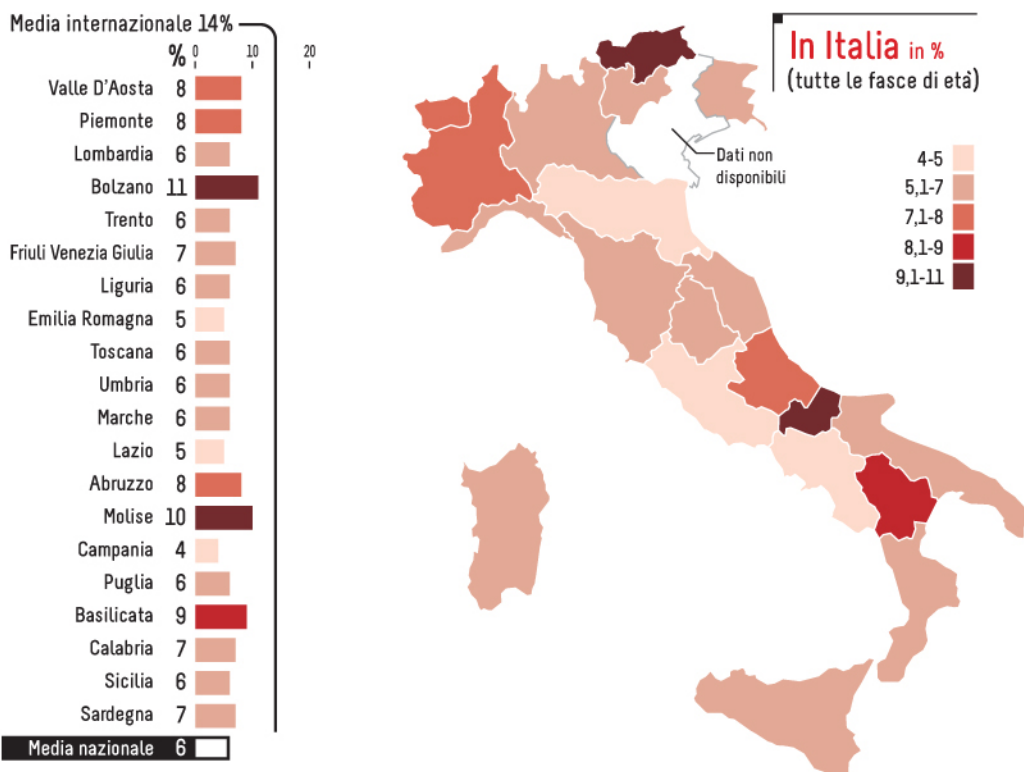 Media internazionale 14%
% 0 10 20
Valle D'Aosta 8
Piemonte 8
Lombardia 6
Bolzano 11
Trento 6
Friuli Venezia Giulia 7
Liguria 6
Emilia Romagna 5
Toscana 6
Umbria 6
Marche 6
Lazio 5
Abruzzo 8
Molise 10
Campania 4
Puglia 6
Basilicata 9
Calabria 7
Sicilia 6
Sardegna 7
Media nazionale 6
In Italia in %
(tutte le fasce di etá)
Dati non
disponibili
4-5
5,1-7
7,1-8
8,1-9
9,1-11